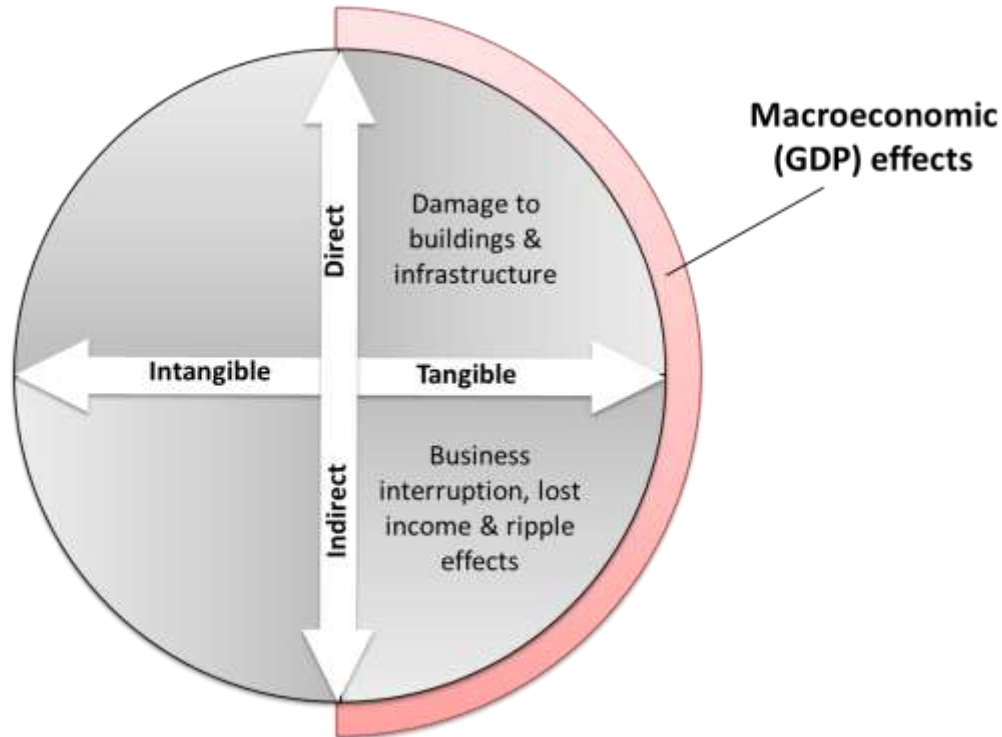 Macroeconomic
(GDP) effects
Direct
Damage to
buildings &
infrastructure
Intangible
Tangible
Indirect
Business
interruption, lost
income & ripple
effects